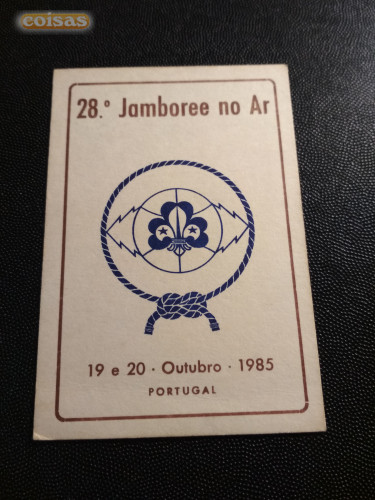 coisas
28.º Jamboree no Ar
19 e 20 · Outubro · 1985
PORTUGAL